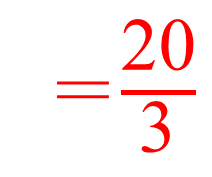 = 20/3